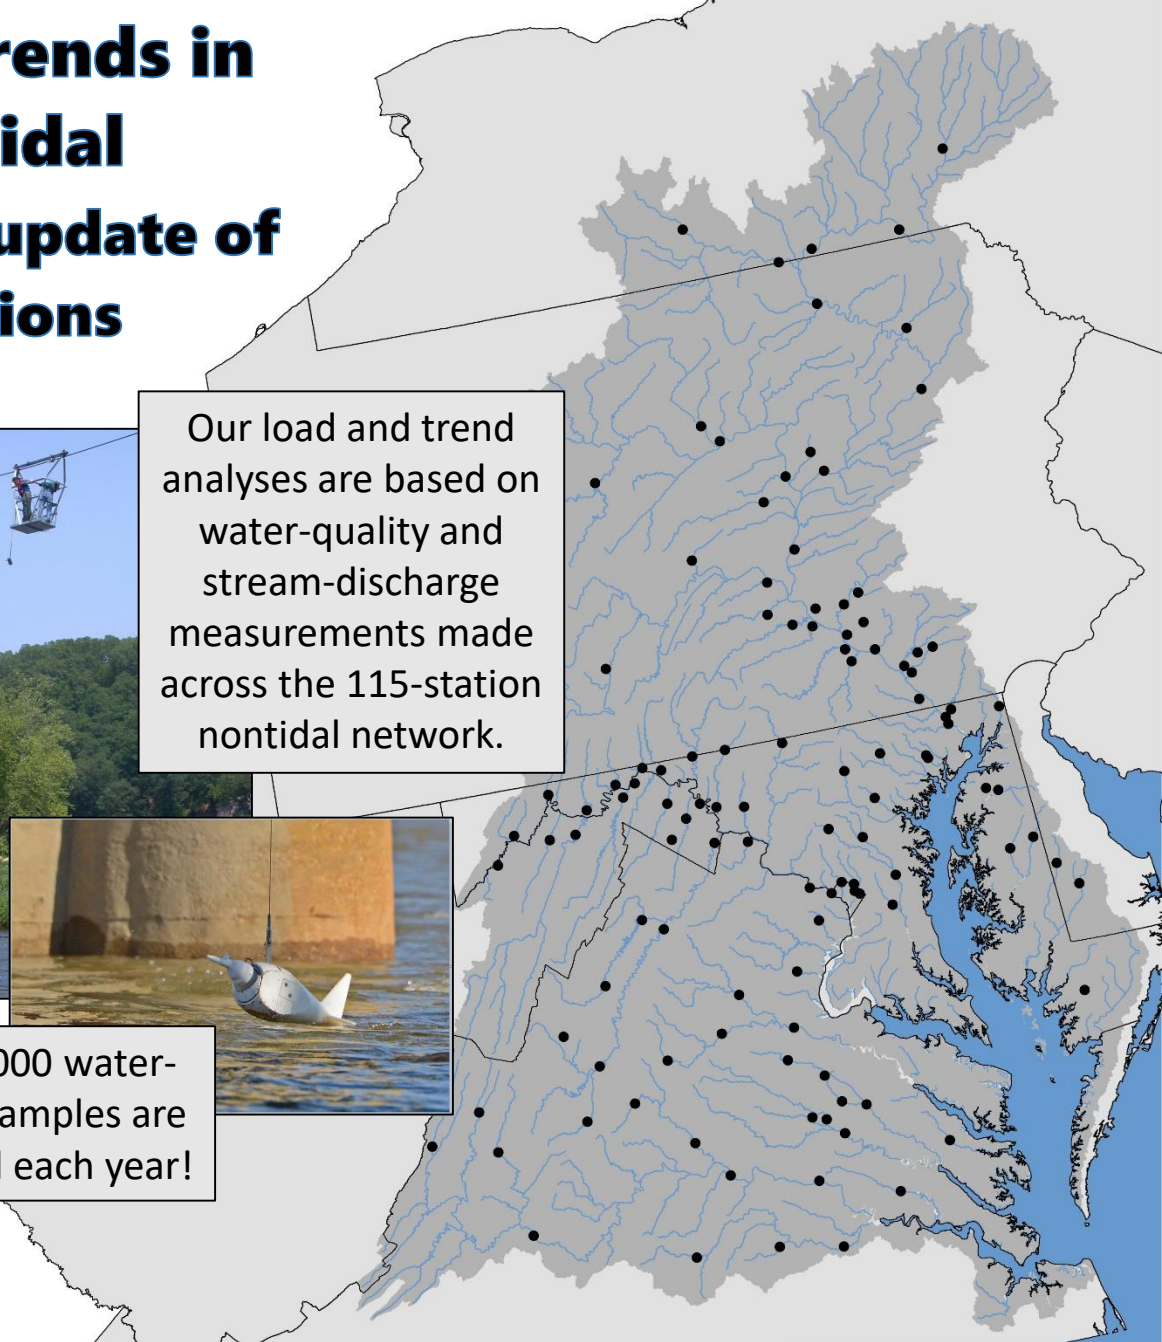 rends in
idal
update of
ions
Our load and trend
analyses are based on
water-quality and
stream-discharge
measurements made
across the 115-station
nontidal network.
000 water-
amples are
each year!